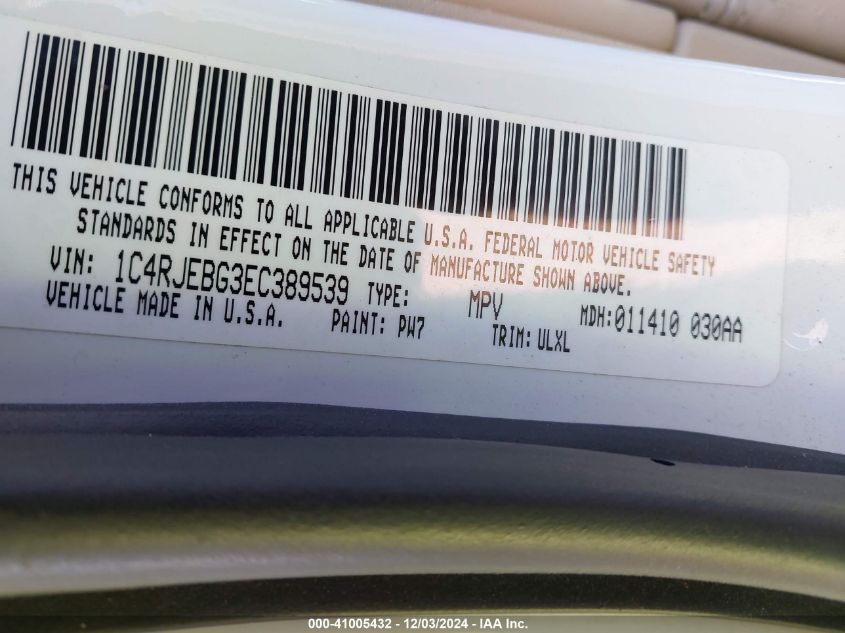 THIS VEHICLE CONFORMS TO ALL APPLICABLE U.S.A. FEDERAL MOTOR VEHICLE SAFETY
STANDARDS IN EFFECT ON THE DATE OF MANUFACTURE SHOWN ABOVE.
VIN: 1C4RJEBG3EC389539 TYPE: MPV MDH:011410 030AA
VEHICLE MADE IN U.S.A. PAINT: PW7 TRIM: ULXL
000-41005432 - 12/03/2024 - IAA Inc.